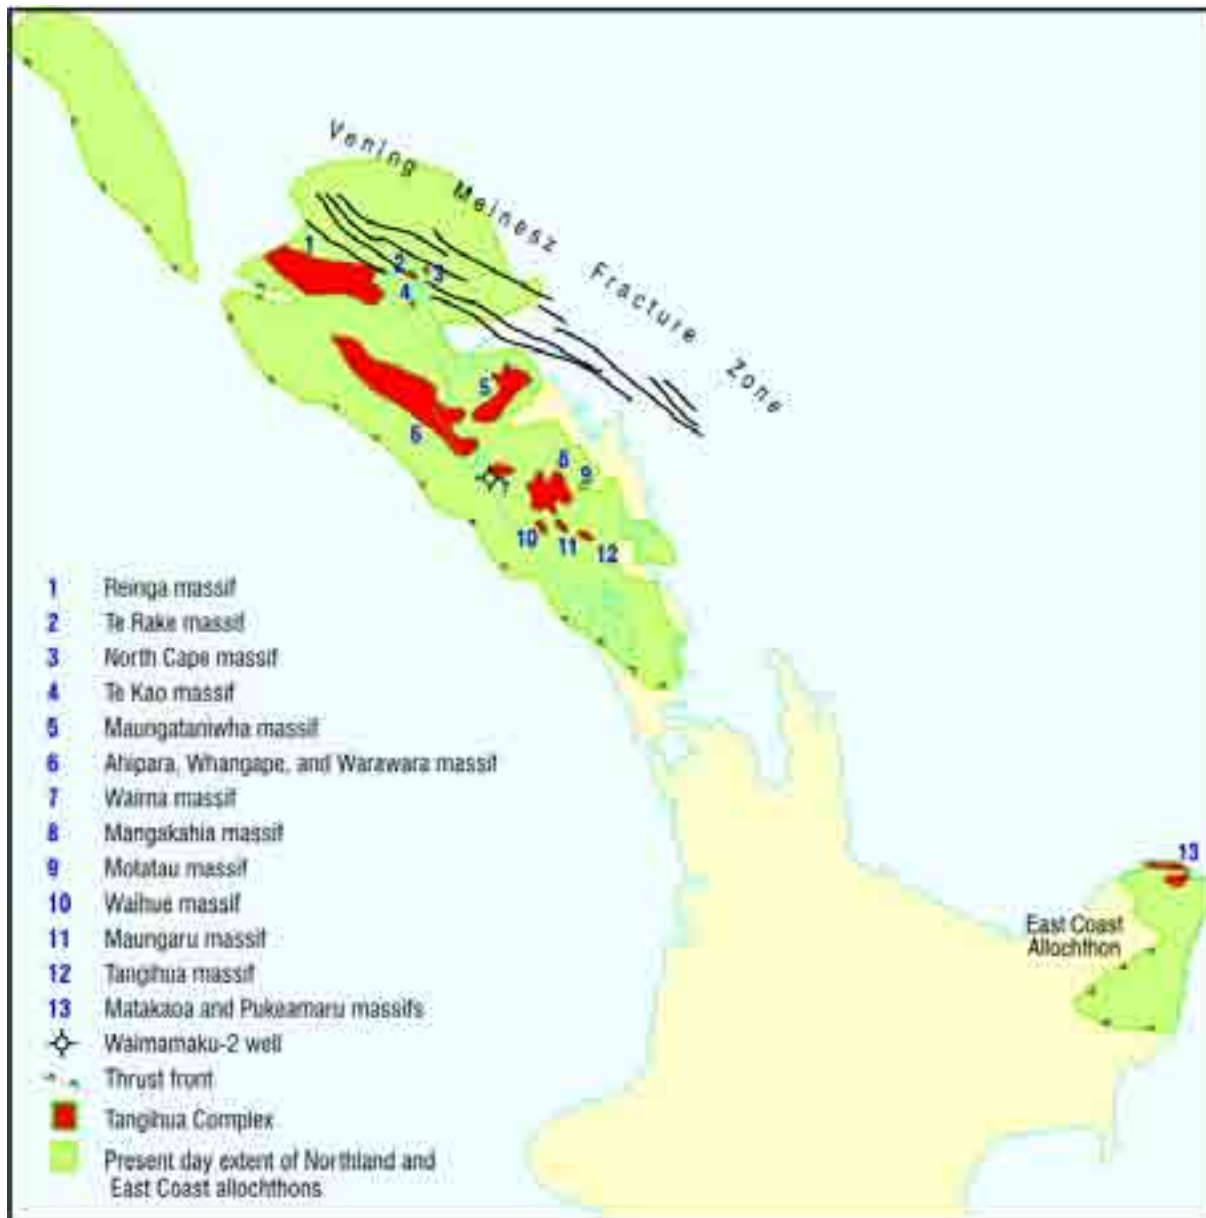 Vening Meinesz Fracture Zone
1
2
3
4
5
6
7
8
9
10
11
12
13
East Coast
Allochthon
1 Reinga massif
2 Te Rake massif
3 North Cape massif
4 Te Kao massif
5 Maungataniwha massif
6 Ahipara, Whangape, and Warawara massif
7 Waima massif
8 Mangakahia massif
9 Motatau massif
10 Waihue massif
11 Maungaru massif
12 Tangihua massif
13 Matakaoa and Pukeamaru massifs
Waimamaku-2 well
Thrust front
Tangihua Complex
Present day extent of Northland and
East Coast allochthons